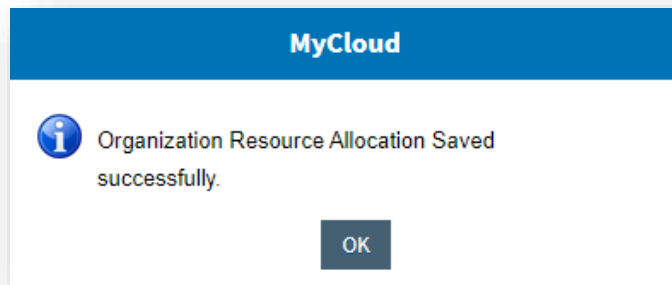 MyCloud
Organization Resource Allocation Saved
successfully.
OK